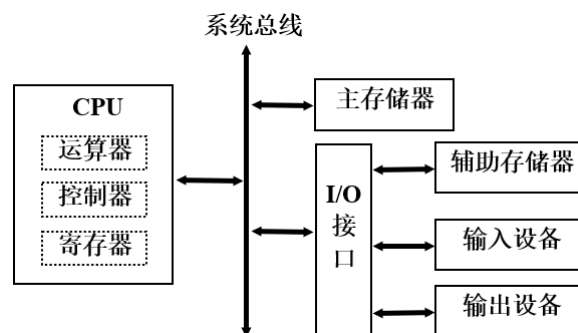 系统总线
CPU
运算器
控制器
寄存器
主存储器
I/O
接
口
辅助存储器
输入设备
输出设备